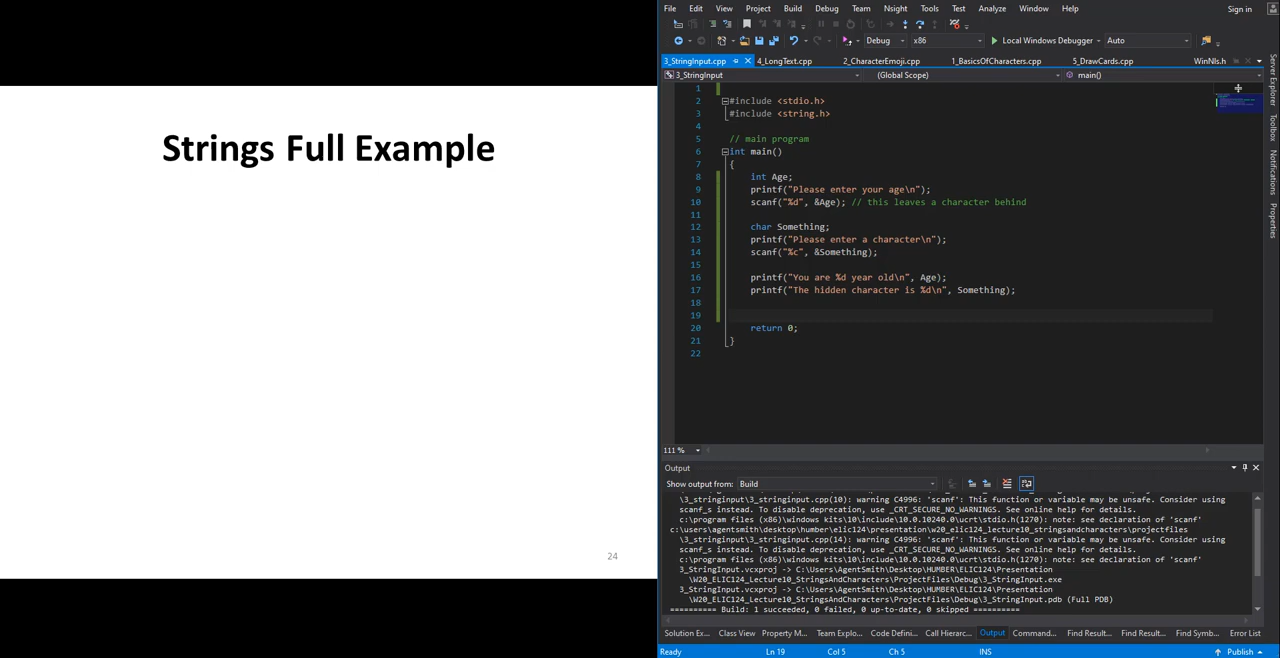 Strings Full Example
24
File Edit View Project Build Debug Team Nsight Tools Test Analyze Window Help Sign in
Debug x86 Local Windows Debugger Auto
3_StringInput.cpp 4_LongText.cpp 2_CharacterEmoji.cpp 1_BasicsOfCharacters.cpp 5_DrawCards.cpp WinNls.h
3_StringInput (Global Scope) main()
1
2 #include <stdio.h>
3 #include <string.h>
4
5 // main program
6 int main()
7 {
8 int Age;
9 printf("Please enter your age\n");
10 scanf("%d", &Age); // this leaves a character behind
11
12 char Something;
13 printf("Please enter a character\n");
14 scanf("%c", &Something);
15
16 printf("You are %d year old\n", Age);
17 printf("The hidden character is %d\n", Something);
18
19
20 return 0;
21 }
22
111 %
Output
Show output from: Build
\3_stringinput\3_stringinput.cpp(10): warning C4996: 'scanf': This function or variable may be unsafe. Consider using
scanf_s instead. To disable deprecation, use _CRT_SECURE_NO_WARNINGS. See online help for details.
c:\program files (x86)\windows kits\10\include\10.0.10240.0\ucrt\stdio.h(1270): note: see declaration of 'scanf'
c:\users\agentsmith\desktop\humber\elic124\presentation\w20_elic124_lecture10_stringsandcharacters\projectfiles
\3_stringinput\3_stringinput.cpp(14): warning C4996: 'scanf': This function or variable may be unsafe. Consider using
scanf_s instead. To disable deprecation, use _CRT_SECURE_NO_WARNINGS. See online help for details.
c:\program files (x86)\windows kits\10\include\10.0.10240.0\ucrt\stdio.h(1270): note: see declaration of 'scanf'
3_StringInput.vcxproj -> C:\Users\AgentSmith\Desktop\HUMBER\ELIC124\Presentation
\W20_ELIC124_Lecture10_StringsAndCharacters\ProjectFiles\Debug\3_StringInput.exe
3_StringInput.vcxproj -> C:\Users\AgentSmith\Desktop\HUMBER\ELIC124\Presentation
\W20_ELIC124_Lecture10_StringsAndCharacters\ProjectFiles\Debug\3_StringInput.pdb (Full PDB)
========== Build: 1 succeeded, 0 failed, 0 up-to-date, 0 skipped ==========
Solution Ex... Class View Property M... Team Explo... Code Defini... Call Hierarc... Output Command... Find Result... Find Result... Find Symb... Error List
Ready Ln 19 Col 5 Ch 5 INS Publish
Server Explorer
Toolbox
Notifications
Properties